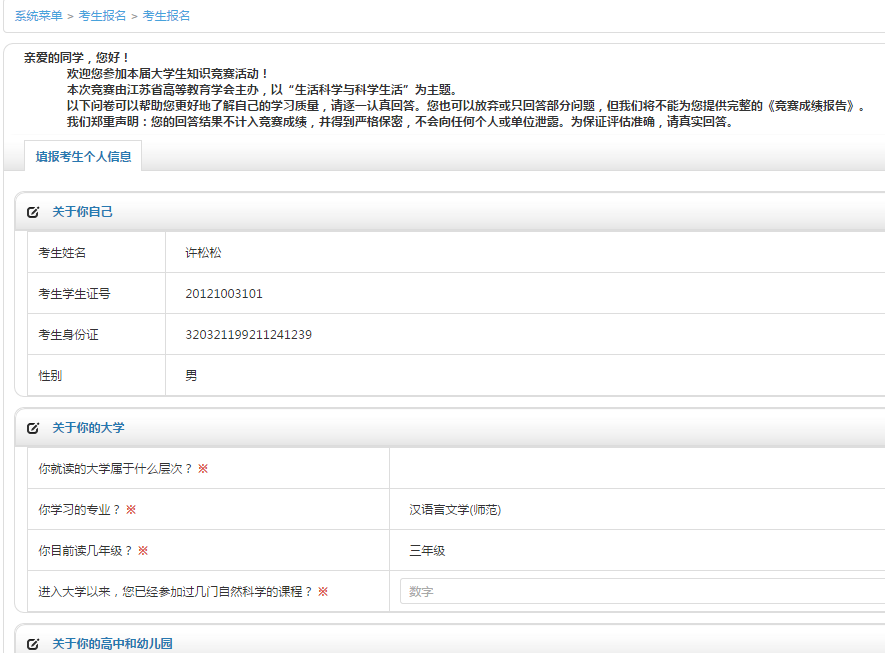 系统菜单 > 考生报名 > 考生报名
亲爱的同学，您好！
欢迎您参加本届大学生知识竞赛活动！
本次竞赛由江苏省高等教育学会主办，以“生活科学与科学生活”为主题。
以下问卷可以帮助您更好地了解自己的学习质量，请逐一认真回答。您也可以放弃或只回答部分问题，但我们将不能为您提供完整的《竞赛成绩报告》。
我们郑重声明：您的回答结果不计入竞赛成绩，并得到严格保密，不会向任何个人或单位泄露。为保证评估准确，请真实回答。
填报考生个人信息
关于你自己
考生姓名 许松松
考生学生证号 20121003101
考生身份证 320321199211241239
性别 男
关于你的大学
你就读的大学属于什么层次？ ※
你学习的专业？ ※ 汉语言文学(师范)
你目前读几年级？ ※ 三年级
进入大学以来，您已经参加过几门自然科学的课程？ ※ 数字
关于你的高中和幼儿园